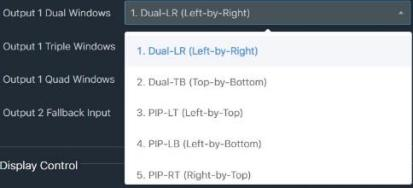 Output 1 Dual Windows
1. Dual-LR (Left-by-Right)
Output 1 Triple Windows
1. Dual-LR (Left-by-Right)
Output 1 Quad Windows
2. Dual-TB (Top-by-Bottom)
Output 2 Fallback Input
3. PIP-LT (Left-by-Top)
4. PIP-LB (Left-by-Bottom)
Display Control
5. PIP-RT (Right-by-Top)